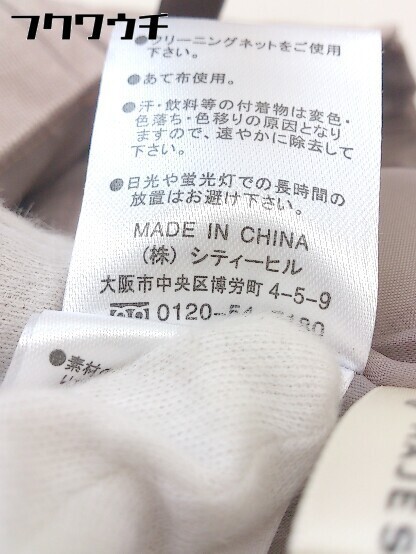 フクワウチ
●クリーニングネットをご使用
下さい。
●あて布使用。
●汗・飲料等の付着物は変色・
色落ち・色移りの原因となり
ますので、速やかに除去して
下さい。
●日光や蛍光灯での長時間の
放置はお避け下さい。
MADE IN CHINA
(株) シティーヒル
大阪市中央区博労町 4-5-9
0120-54
●素材の